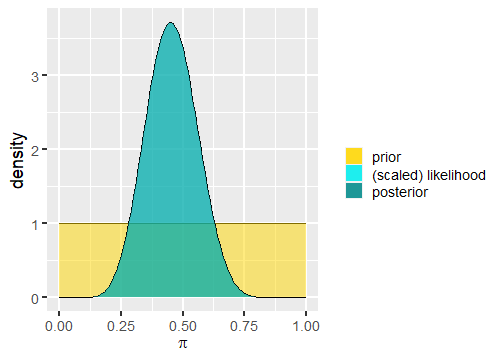 density
3
2
1
0
0.00 0.25 0.50 0.75 1.00
π
prior
(scaled) likelihood
posterior